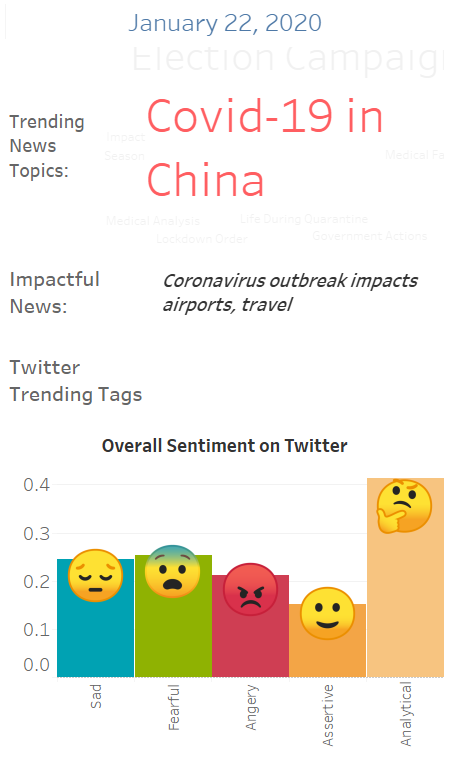 January 22, 2020
Election Campaign
Covid-19 in
China
Trending
News
Topics:
Impact
Season
Medical Fa
Medical Analysis
Life During Quarantine
Lockdown Order
Government Actions
Impactful
News:
Coronavirus outbreak impacts
airports, travel
Twitter
Trending Tags
Overall Sentiment on Twitter
0.4
0.3
0.2
0.1
0.0
Sad
Fearful
Angery
Assertive
Analytical